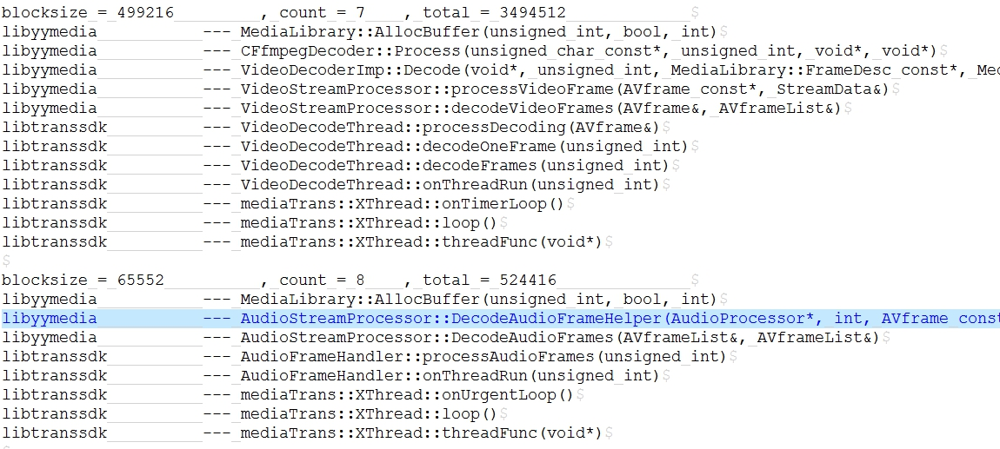 blocksize = 499216         , count = 7    , total = 3494512             $
libyymedia           --- MediaLibrary::AllocBuffer(unsigned int, bool, int)$
libyymedia           --- CFfmpegDecoder::Process(unsigned char const*, unsigned int, void*, void*)$
libyymedia           --- VideoDecoderImp::Decode(void*, unsigned int, MediaLibrary::FrameDesc const*,
libyymedia           --- VideoStreamProcessor::processVideoFrame(AVframe const*, StreamData&)$
libyymedia           --- VideoStreamProcessor::decodeVideoFrames(AVframe&, AVframeList&)$
libtranssdk          --- VideoDecodeThread::processDecoding(AVframe&)$
libtranssdk          --- VideoDecodeThread::decodeOneFrame(unsigned int)$
libtranssdk          --- VideoDecodeThread::decodeFrames(unsigned int)$
libtranssdk          --- VideoDecodeThread::onThreadRun(unsigned int)$
libtranssdk          --- mediaTrans::XThread::onTimerLoop()$
libtranssdk          --- mediaTrans::XThread::loop()$
libtranssdk          --- mediaTrans::XThread::threadFunc(void*)$
$
blocksize = 65552          , count = 8    , total = 524416              $
libyymedia           --- MediaLibrary::AllocBuffer(unsigned int, bool, int)$
libyymedia           --- AudioStreamProcessor::DecodeAudioFrameHelper(AudioProcessor*, int, AVframe const
libyymedia           --- AudioStreamProcessor::DecodeAudioFrames(AVframeList&, AVframeList&)$
libtranssdk          --- AudioFrameHandler::processAudioFrames(unsigned int)$
libtranssdk          --- AudioFrameHandler::onThreadRun(unsigned int)$
libtranssdk          --- mediaTrans::XThread::onUrgentLoop()$
libtranssdk          --- mediaTrans::XThread::loop()$
libtranssdk          --- mediaTrans::XThread::threadFunc(void*)$